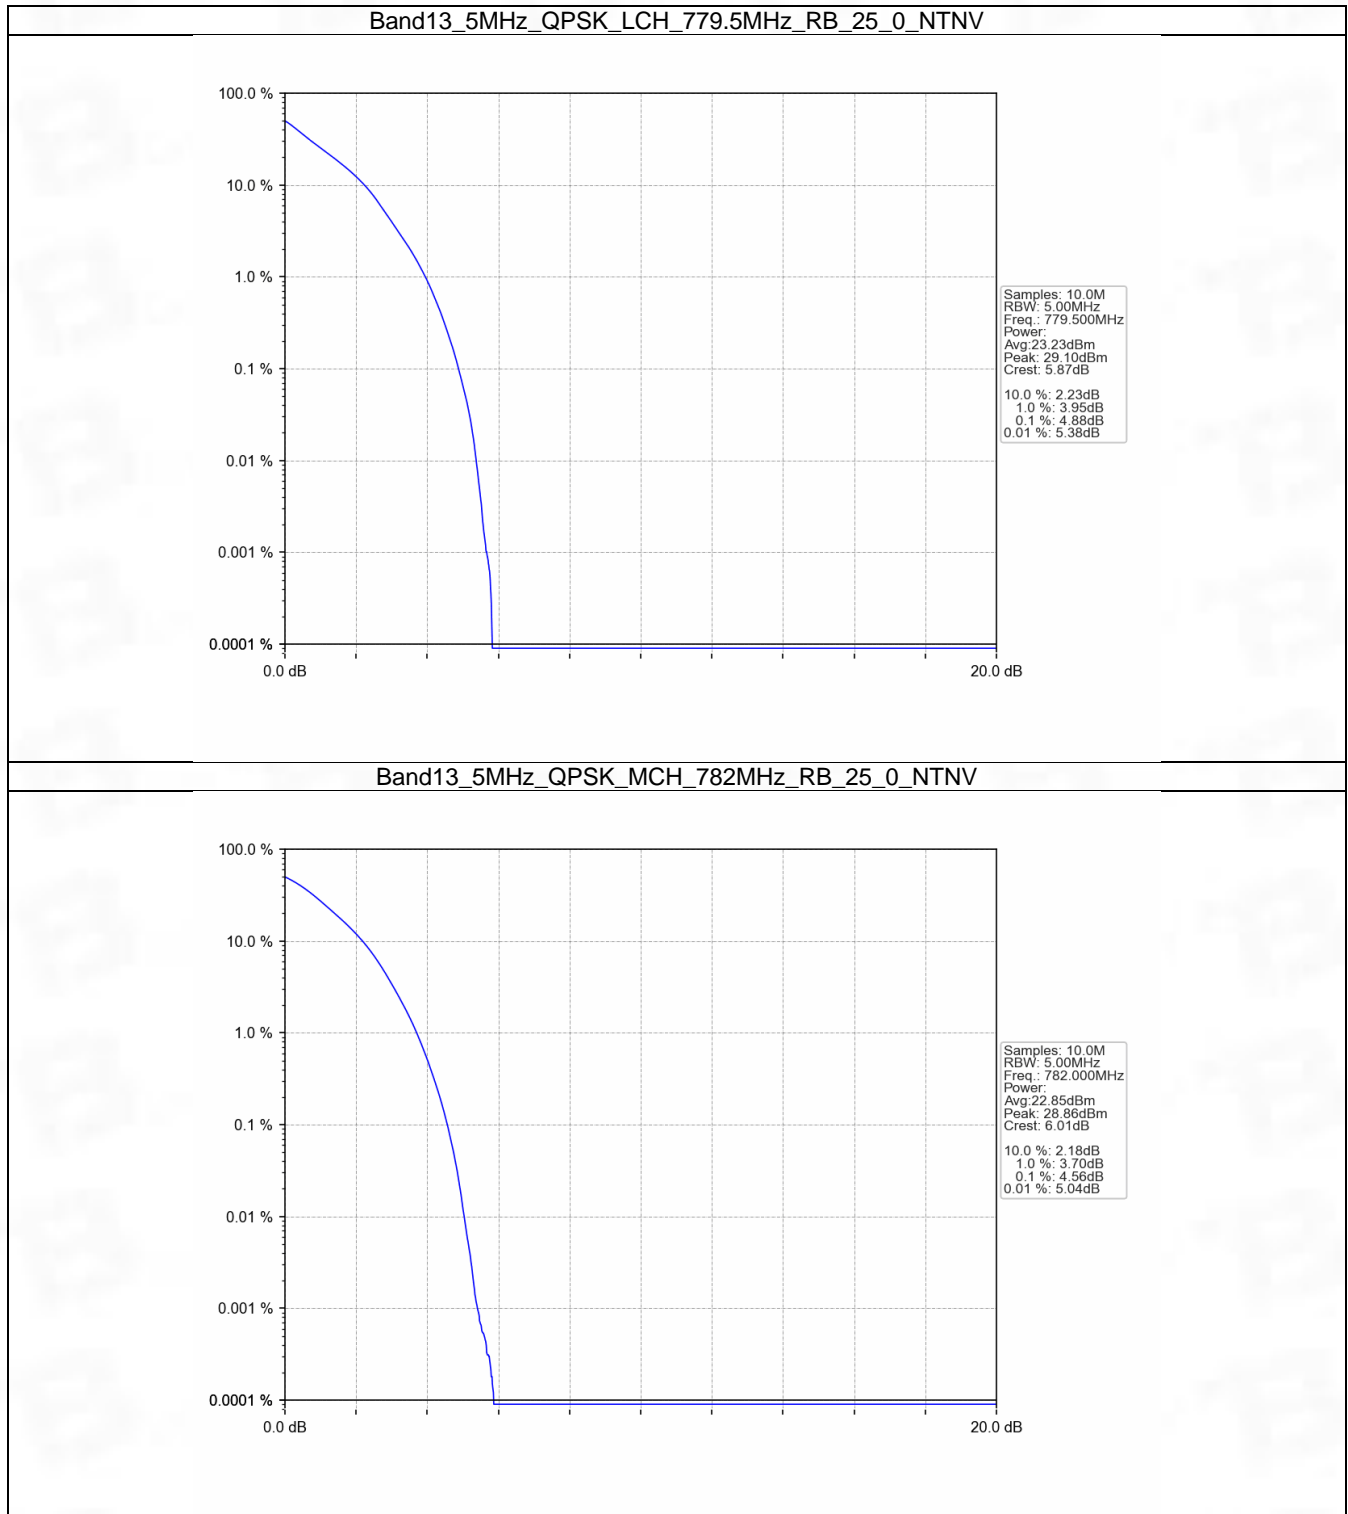 Band13_5MHz_QPSK_LCH_779.5MHz_RB_25_0_NTNV
100.0 %
10.0 %
1.0 %
0.1 %
0.01 %
0.001 %
0.0001 %
0.0 dB
20.0 dB
Samples: 10.0M
RBW: 5.00MHz
Freq.: 779.500MHz
Power:
Avg:23.23dBm
Peak: 29.10dBm
Crest: 5.87dB
10.0 %: 2.23dB
1.0 %: 3.95dB
0.1 %: 4.88dB
0.01 %: 5.38dB
Band13_5MHz_QPSK_MCH_782MHz_RB_25_0_NTNV
100.0 %
10.0 %
1.0 %
0.1 %
0.01 %
0.001 %
0.0001 %
0.0 dB
20.0 dB
Samples: 10.0M
RBW: 5.00MHz
Freq.: 782.000MHz
Power:
Avg:22.85dBm
Peak: 28.86dBm
Crest: 6.01dB
10.0 %: 2.18dB
1.0 %: 3.70dB
0.1 %: 4.56dB
0.01 %: 5.04dB